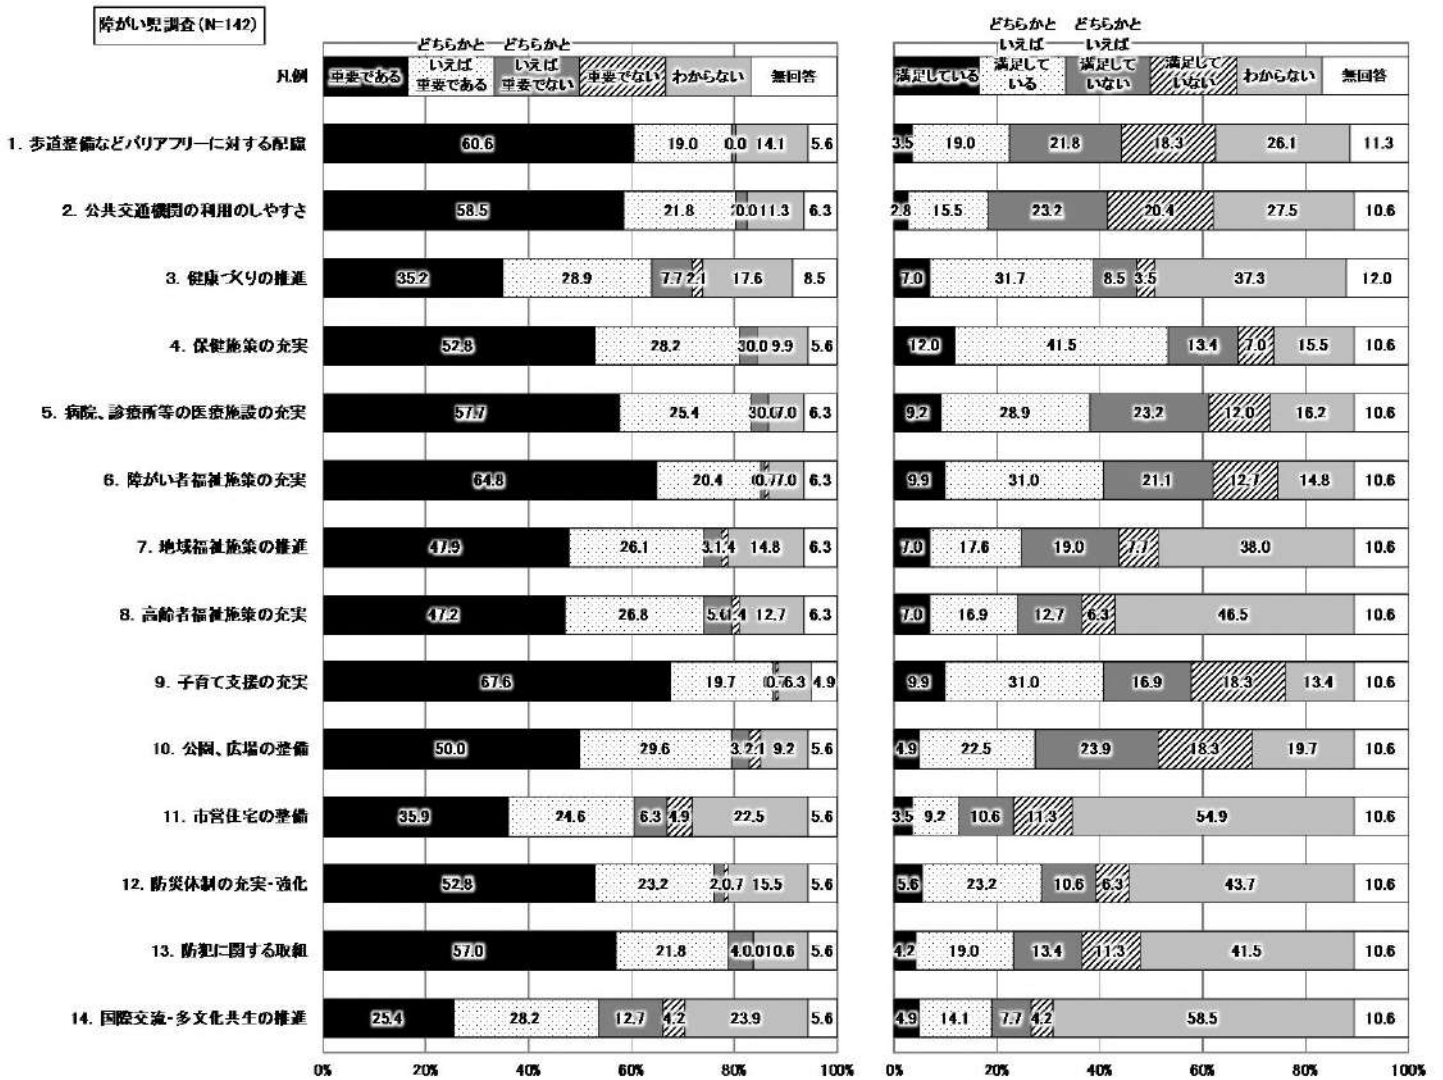 障がい児調査(N=142)
凡例
重要である
どちらかと
いえば
重要である
どちらかと
いえば
重要でない
重要でない
わからない
無回答
満足している
どちらかと
いえば
満足して
いる
どちらかと
いえば
満足して
いない
満足して
いない
わからない
無回答
1. 歩道整備などバリアフリーに対する配慮 60.6 19.0 0.0 14.1 5.6 3.5 19.0 21.8 18.3 26.1 11.3
2. 公共交通機関の利用のしやすさ 58.5 21.8 0.0 11.3 6.3 2.8 15.5 23.2 20.4 27.5 10.6
3. 健康づくりの推進 35.2 28.9 7.7 2.1 17.6 8.5 7.0 31.7 8.5 3.5 37.3 12.0
4. 保健施策の充実 52.8 28.2 0.0 9.9 5.6 12.0 41.5 13.4 7.0 15.5 10.6
5. 病院、診療所等の医療施設の充実 57.7 25.4 7.0 6.3 9.2 28.9 23.2 12.0 16.2 10.6
6. 障がい者福祉施策の充実 64.8 20.4 0.7 7.0 6.3 9.9 31.0 21.1 12.7 14.8 10.6
7. 地域福祉施策の推進 47.9 26.1 1.4 14.8 6.3 7.0 17.6 19.0 7.7 38.0 10.6
8. 高齢者福祉施策の充実 47.2 26.8 5.6 1.4 12.7 6.3 7.0 16.9 12.7 6.3 46.5 10.6
9. 子育て支援の充実 67.6 19.7 0.7 6.3 4.9 9.9 31.0 16.9 18.3 13.4 10.6
10. 公園、広場の整備 50.0 29.6 2.1 9.2 5.6 4.9 22.5 23.9 18.3 19.7 10.6
11. 市営住宅の整備 35.9 24.6 6.3 4.9 22.5 5.6 3.5 9.2 10.6 11.3 54.9 10.6
12. 防災体制の充実・強化 52.8 23.2 0.7 15.5 5.6 5.6 23.2 10.6 6.3 43.7 10.6
13. 防犯に関する取組 57.0 21.8 0.0 10.6 5.6 4.2 19.0 13.4 11.3 41.5 10.6
14. 国際交流・多文化共生の推進 25.4 28.2 12.7 4.2 23.9 5.6 4.9 14.1 7.7 4.2 58.5 10.6
0% 20% 40% 60% 80% 100% 0% 20% 40% 60% 80% 100%